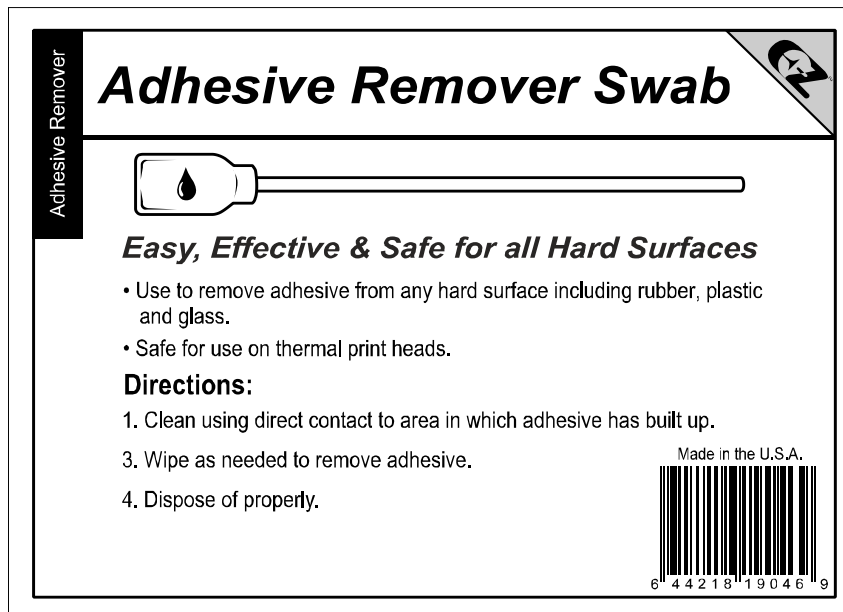 Adhesive Remover
Adhesive Remover Swab
CZ
Easy, Effective & Safe for all Hard Surfaces
• Use to remove adhesive from any hard surface including rubber, plastic
and glass.
• Safe for use on thermal print heads.
Directions:
1. Clean using direct contact to area in which adhesive has built up.
3. Wipe as needed to remove adhesive.
4. Dispose of properly.
Made in the U.S.A.
6 44218 19046 9